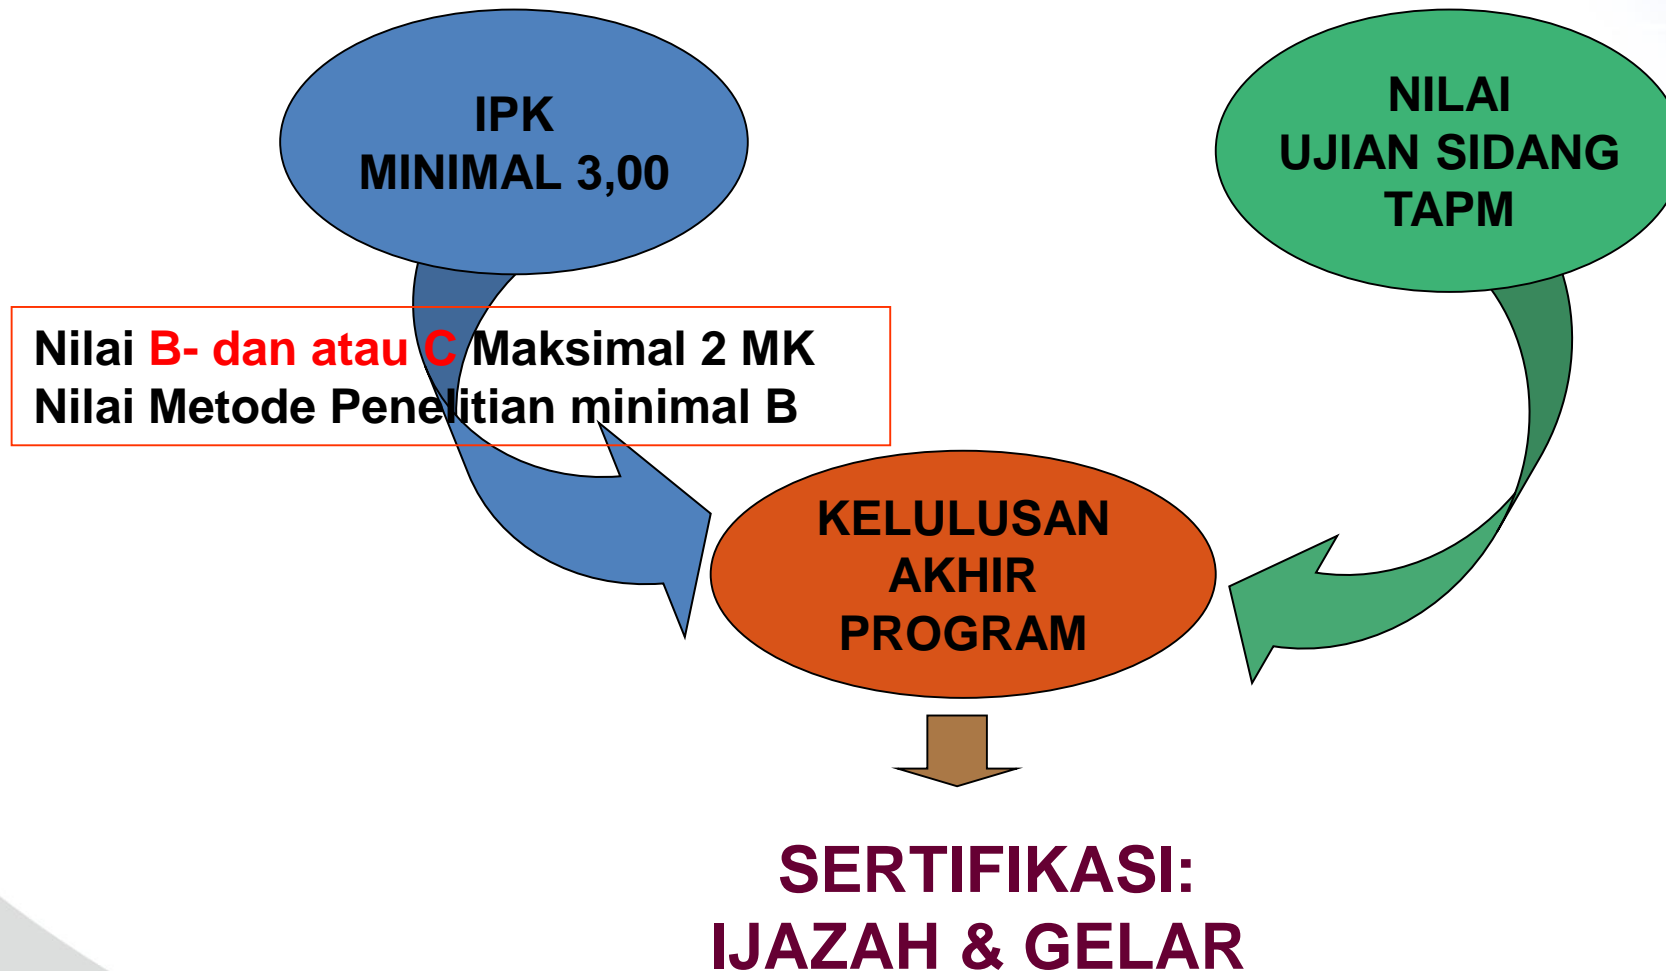 IPK
MINIMAL 3,00
NILAI
UJIAN SIDANG
TAPM
Nilai B- dan atau C Maksimal 2 MK
Nilai Metode Penelitian minimal B
KELULUSAN
AKHIR
PROGRAM
SERTIFIKASI:
IJAZAH & GELAR